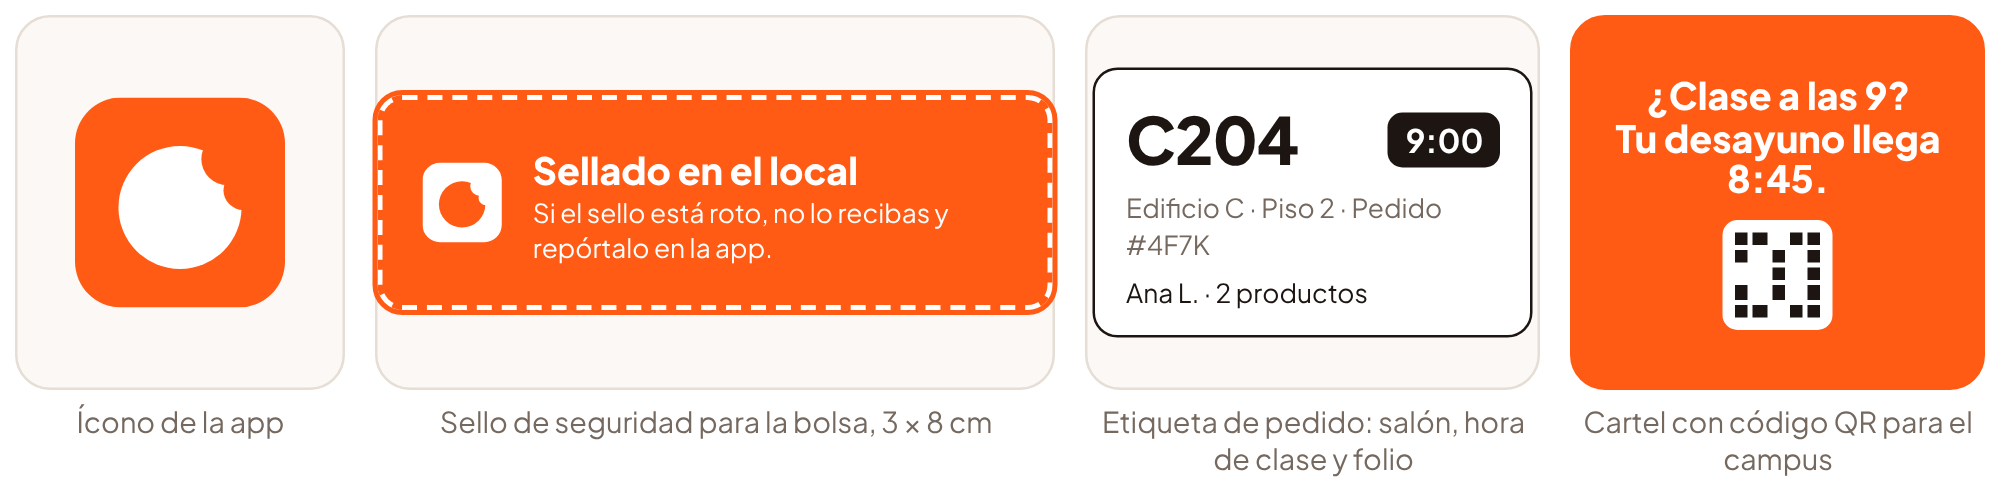 Sellado en el local
Si el sello está roto, no lo recibas y
repórtalo en la app.
C204
9:00
Edificio C · Piso 2 · Pedido
#4F7K
Ana L. · 2 productos
¿Clase a las 9?
Tu desayuno llega
8:45.
Ícono de la app
Sello de seguridad para la bolsa, 3 × 8 cm
Etiqueta de pedido: salón, hora
de clase y folio
Cartel con código QR para el
campus